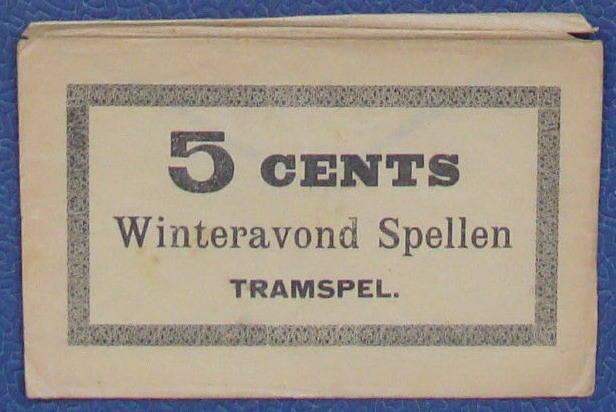 5 CENTS
Winteravond Spellen
TRAMSPEL.